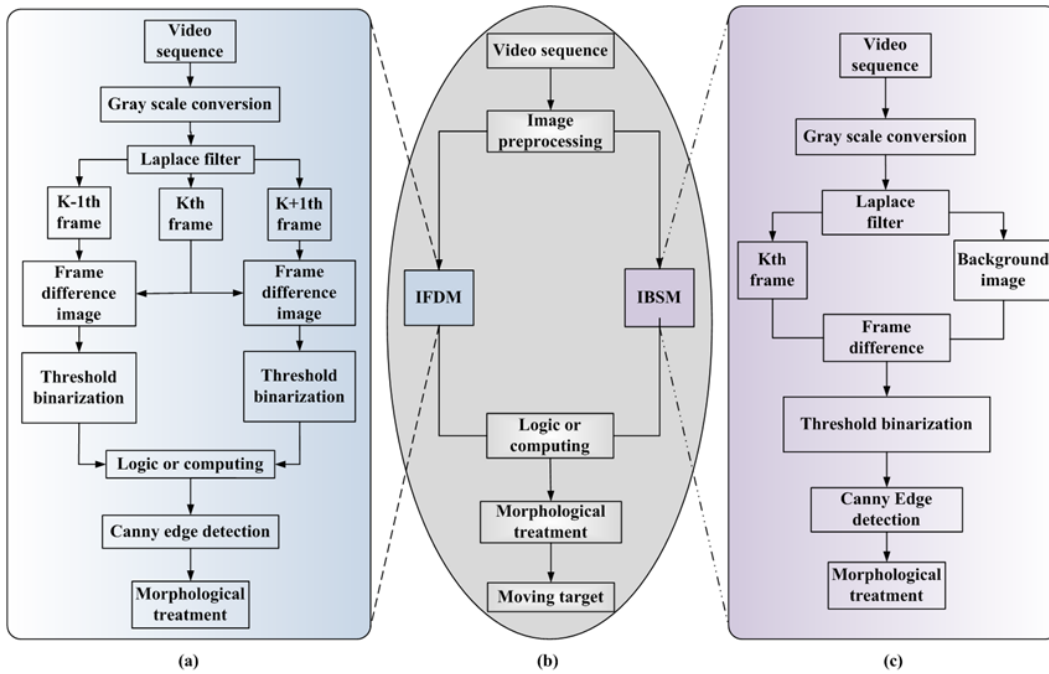 Video
sequence
Gray scale conversion
Laplace filter
K-1th
frame
Kth
frame
K+1th
frame
Frame
difference
image
Frame
difference
image
Threshold
binarization
Threshold
binarization
Logic or computing
Canny edge detection
Morphological
treatment
(a)
Video sequence
Image
preprocessing
IFDM
IBSM
Logic or
computing
Morphological
treatment
Moving target
(b)
Video
sequence
Gray scale conversion
Laplace
filter
Kth
frame
Background
image
Frame
difference
Threshold binarization
Canny Edge
detection
Morphological
treatment
(c)